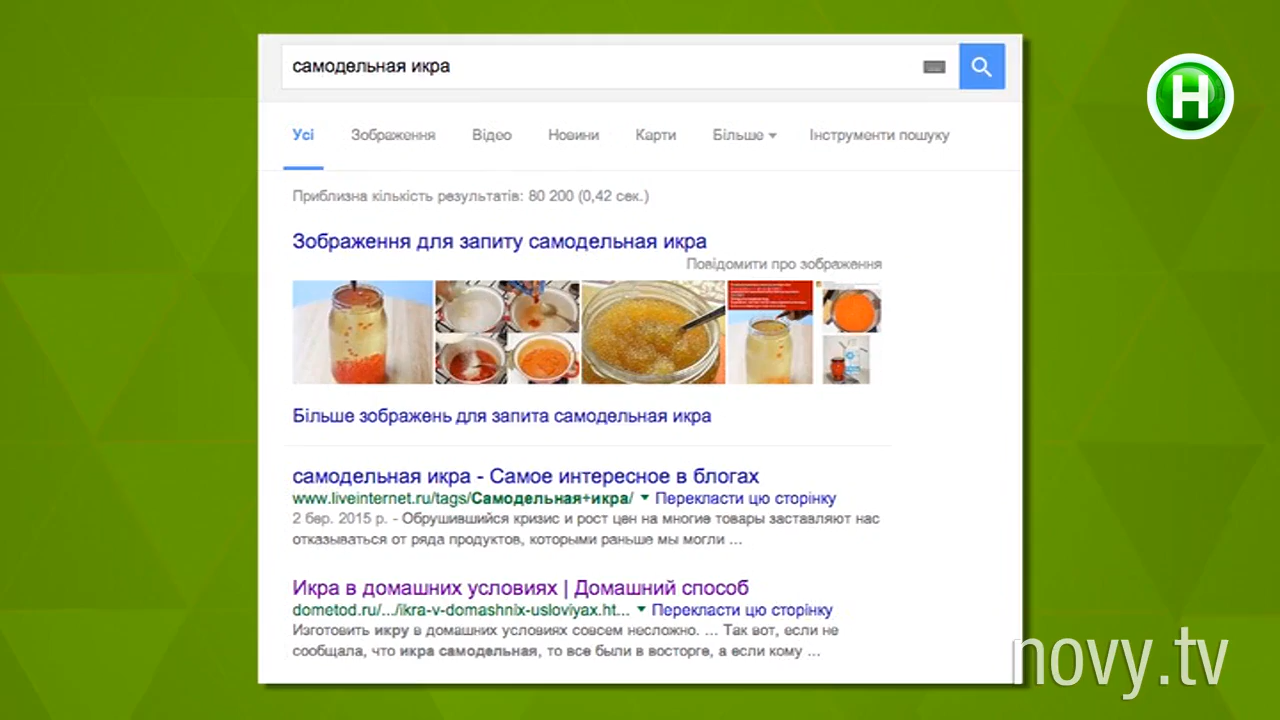 самодельная икра
H
Усі Зображення Відео Новини Карти Більше Інструменти пошуку
Приблизна кількість результатів: 80 200 (0,42 сек.)
Зображення для запиту самодельная икра
Повідомити про зображення
Більше зображень для запита самодельная икра
самодельная икра - Самое интересное в блогах
www.liveinternet.ru/tags/Самодельная+икра/ Перекласти цю сторінку
2 бер. 2015 р. - Обрушившийся кризис и рост цен на многие товары заставляют нас
отказываться от ряда продуктов, которыми раньше мы могли ...
Икра в домашних условиях | Домашний способ
dometod.ru/.../ikra-v-domashnix-usloviyax.ht... Перекласти цю сторінку
Изготовить икру в домашних условиях совсем несложно. ... Так вот, если не
сообщала, что икра самодельная, то все были в восторге, а если кому ...
novy.tv